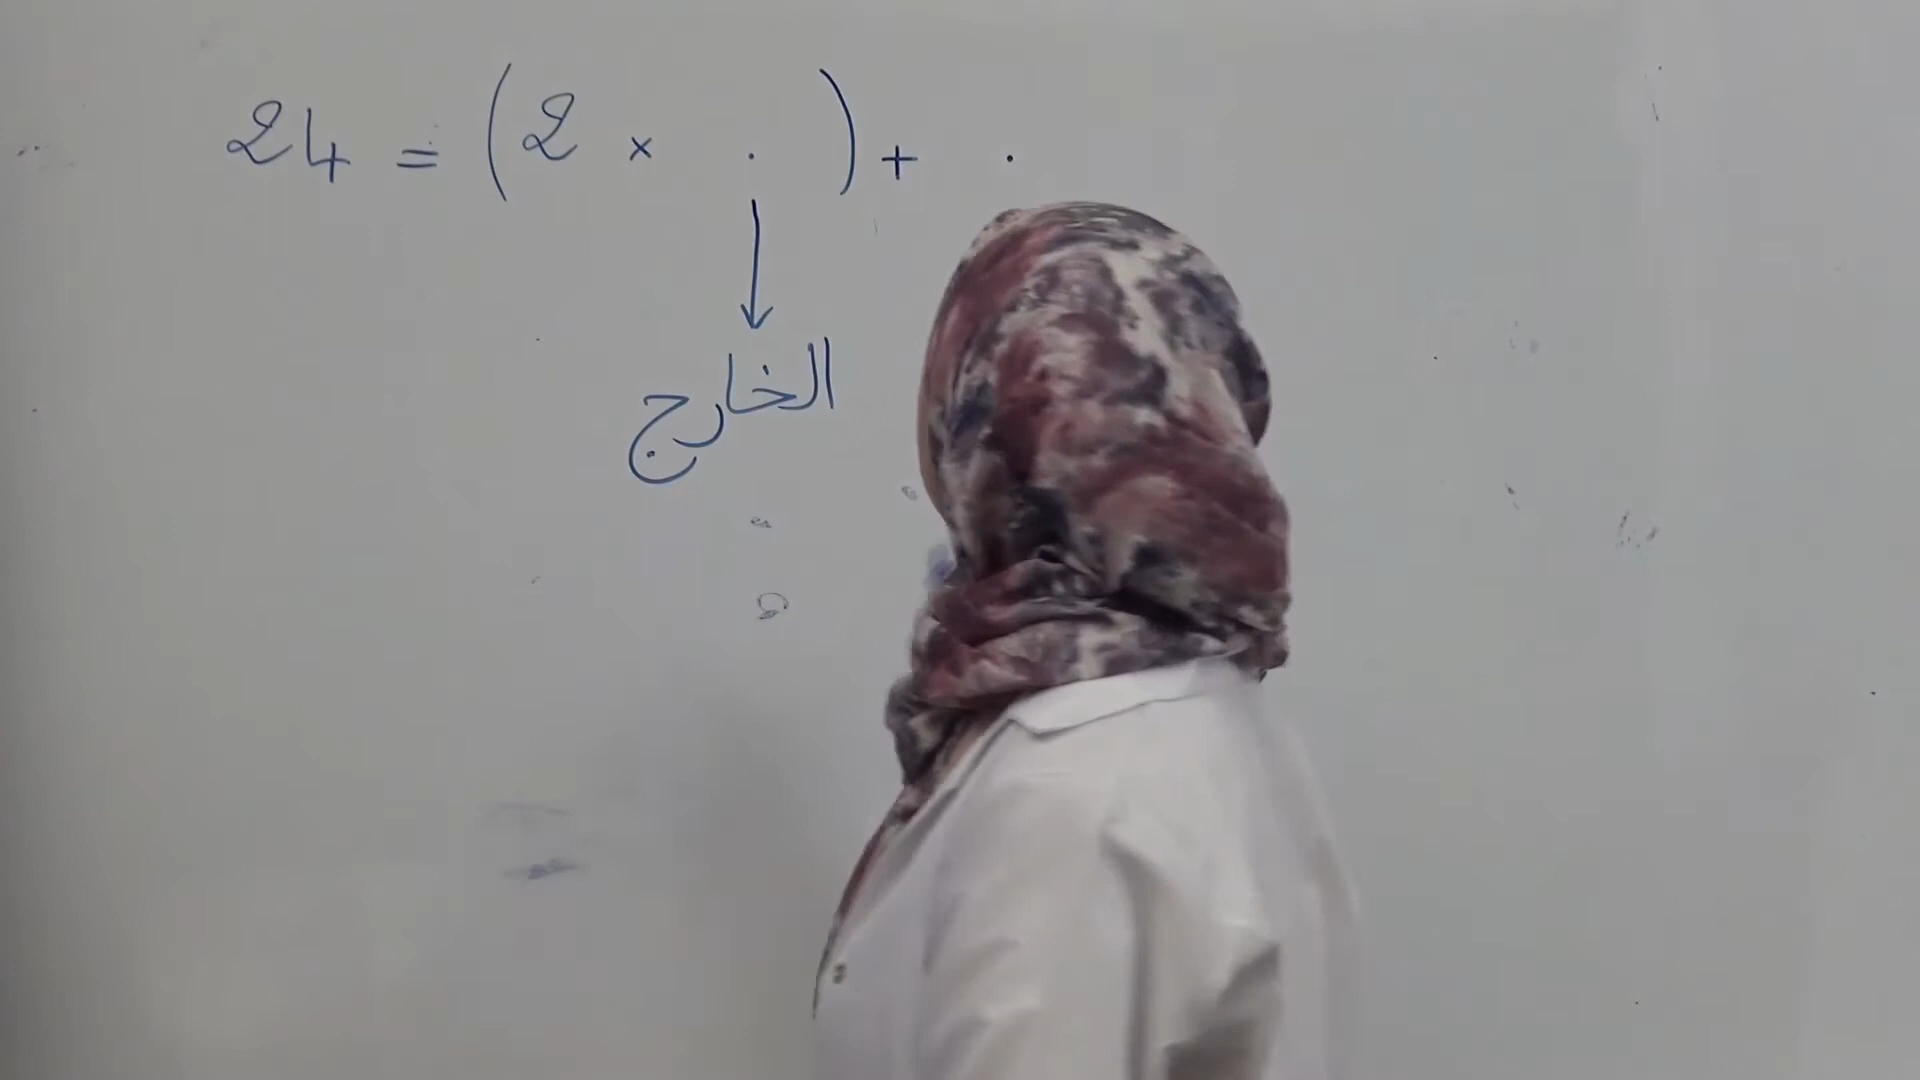 24 = (2 × . ) + .
الخارج